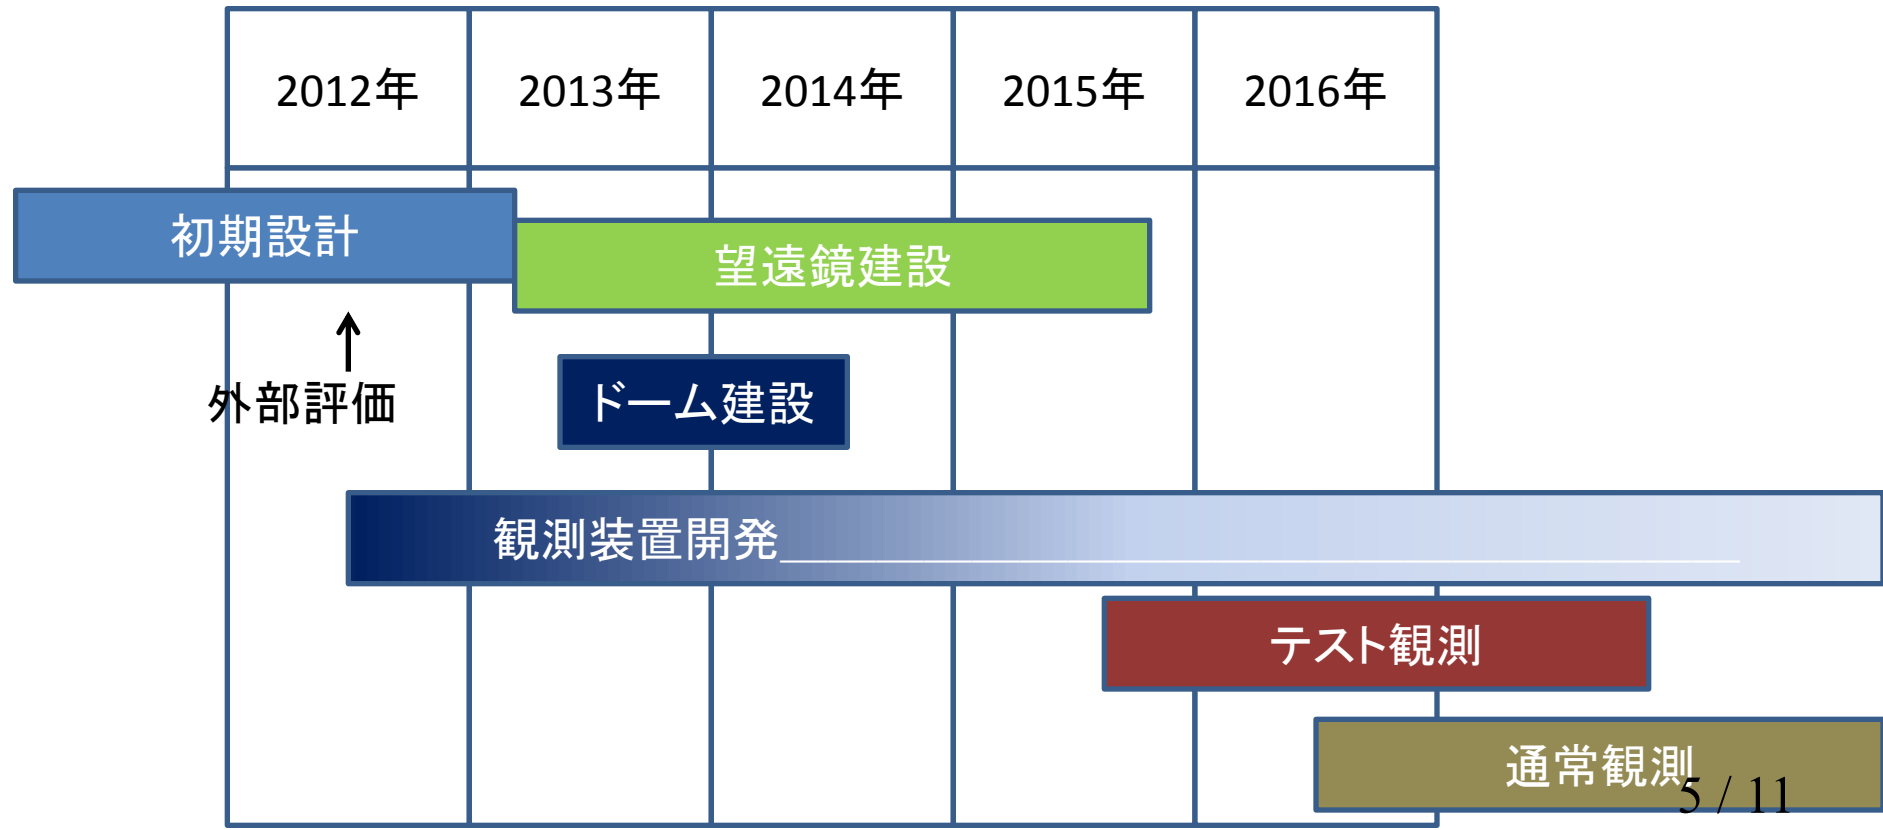 2012年 2013年 2014年 2015年 2016年
初期設計
望遠鏡建設
外部評価
ドーム建設
観測装置開発
テスト観測
通常観測
5 / 11